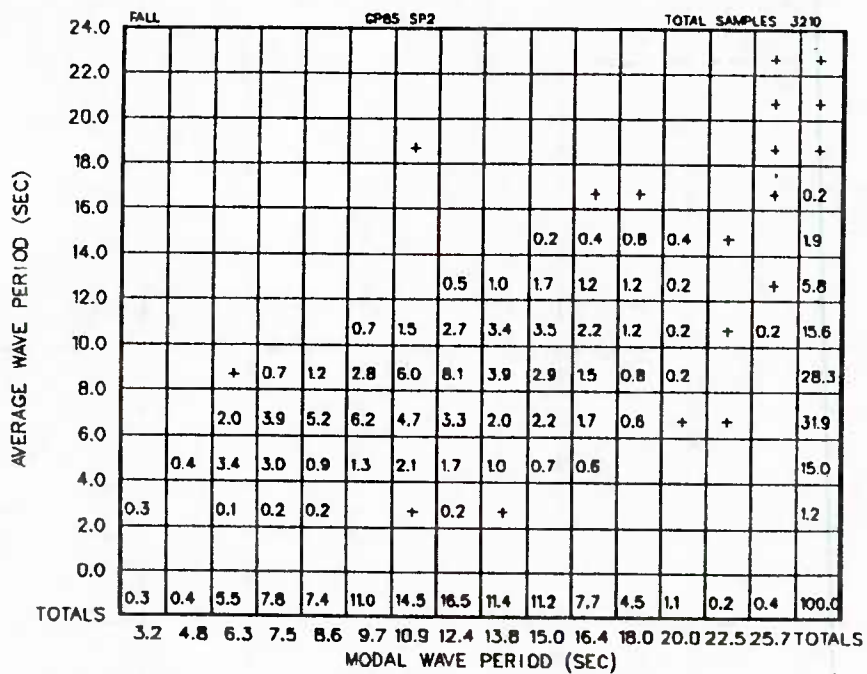 FALL GP85 SP2 TOTAL SAMPLES 3210
24.0
+ +
22.0
+ +
20.0
+ + +
18.0
+ + + 0.2
16.0
0.2 0.4 0.8 0.4 + 1.9
14.0
0.5 1.0 1.7 1.2 1.2 0.2 + 5.8
12.0
0.7 1.5 2.7 3.4 3.5 2.2 1.2 0.2 + 0.2 15.6
10.0
+ 0.7 1.2 2.8 6.0 8.1 3.9 2.9 1.5 0.8 0.2 28.3
8.0
2.0 3.9 5.2 6.2 4.7 3.3 2.0 2.2 1.7 0.6 + + 31.9
6.0
0.4 3.4 3.0 0.9 1.3 2.1 1.7 1.0 0.7 0.6 15.0
4.0
0.3 0.1 0.2 0.2 + 0.2 + 1.2
2.0
0.0
TOTALS 0.3 0.4 5.5 7.8 7.4 11.0 14.5 16.5 11.4 11.2 7.7 4.5 1.1 0.2 0.4 100.0
3.2 4.8 6.3 7.5 8.6 9.7 10.9 12.4 13.8 15.0 16.4 18.0 20.0 22.5 25.7 TOTALS
MODAL WAVE PERIOD (SEC)
AVERAGE WAVE PERIOD (SEC)